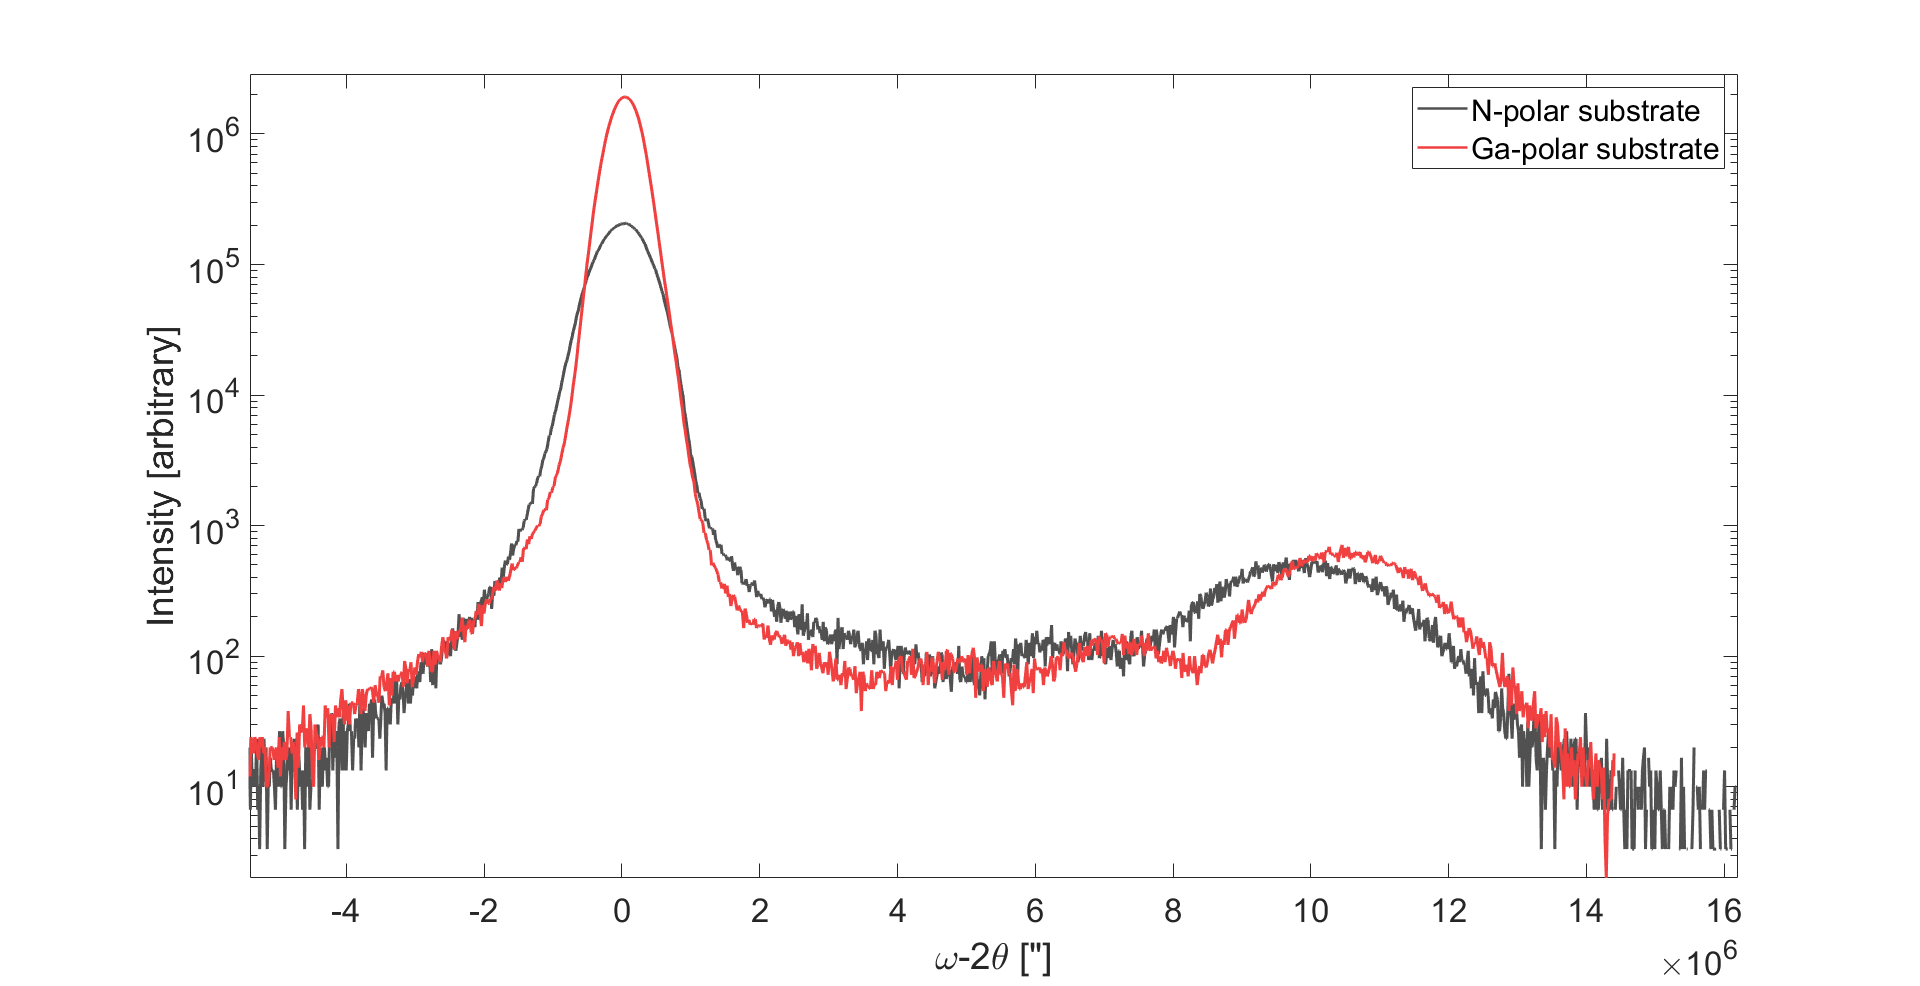 N-polar substrate
Ga-polar substrate
10^6
10^5
10^4
10^3
10^2
10^1
Intensity [arbitrary]
-4 -2 0 2 4 6 8 10 12 14 16
×10^6
ω-2θ ["]